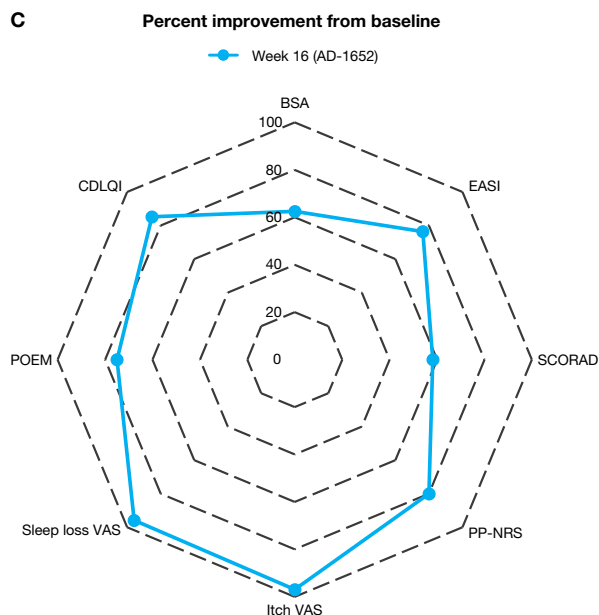 C
Percent improvement from baseline
Week 16 (AD-1652)
BSA
100
CDLQI
80
EASI
60
40
20
POEM
0
SCORAD
Sleep loss VAS
PP-NRS
Itch VAS